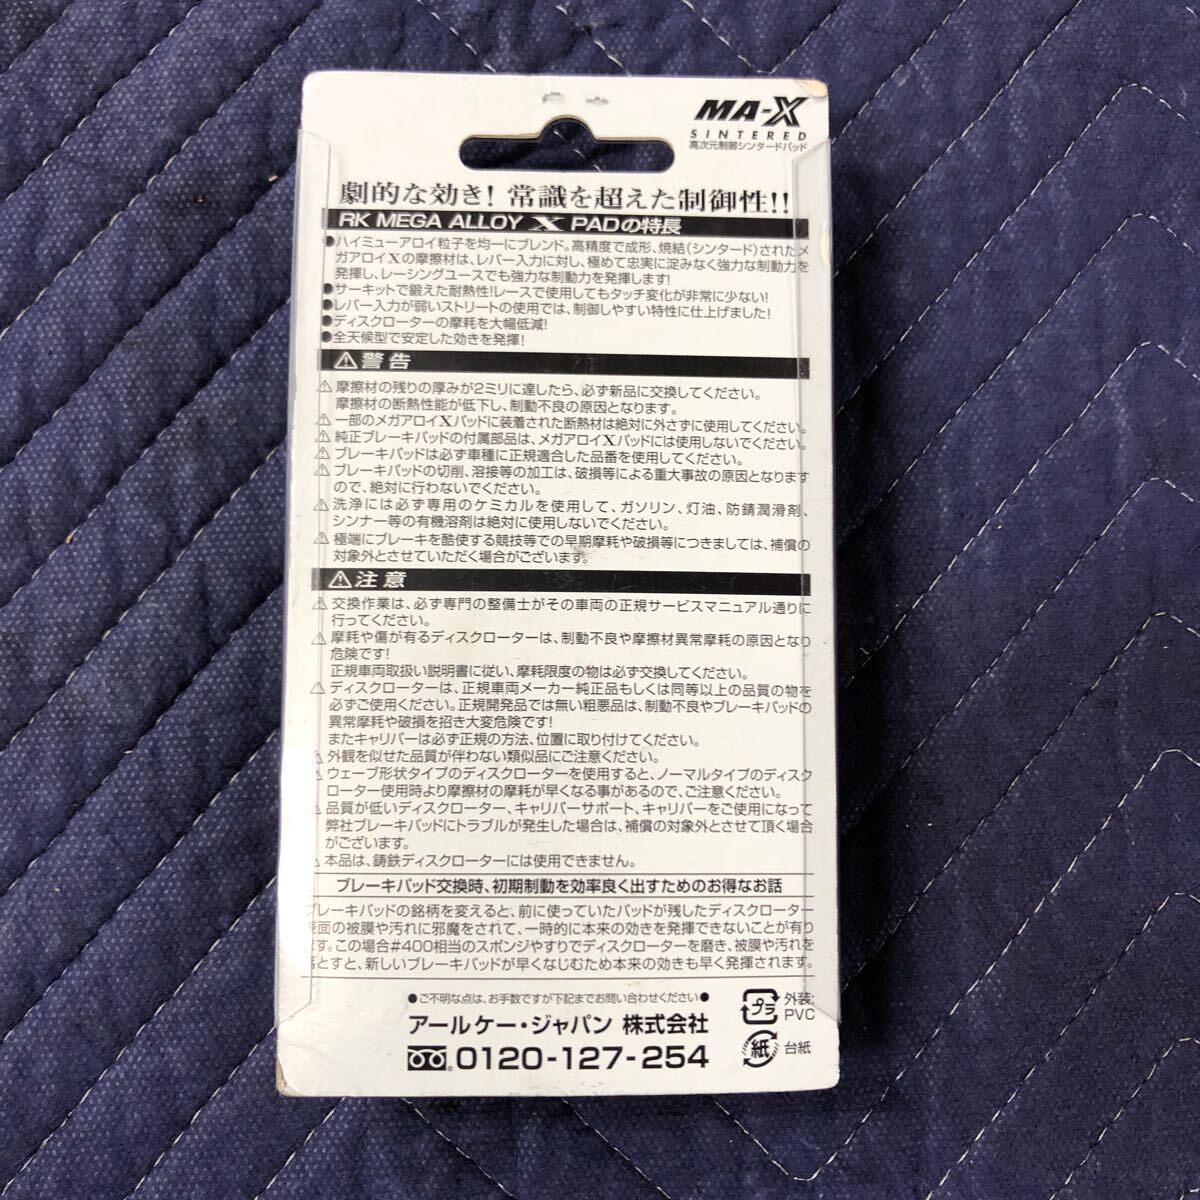 MA-X
SINTERED
高次元制御シンタードパッド
劇的な効き! 常識を超えた制御性!!
RK MEGA ALLOY X PADの特長
●ハイミューアロイ粒子を均一にブレンド。高精度で成形、焼結(シンタード)されたメ
ガアロイXの摩擦材は、レバー入力に対し、極めて忠実に淀みなく強力な制動力を
発揮し、レーシングユースでも強力な制動力を発揮します!
●サーキットで鍛えた耐熱性!レースで使用してもタッチ変化が非常に少ない!
●レバー入力が弱いストリートの使用では、制御しやすい特性に仕上げました!
●ディスクローターの摩耗を大幅低減!
●全天候型で安定した効きを発揮!
⚠警告
⚠ 摩擦材の残りの厚みが2ミリに達したら、必ず新品に交換してください。
摩擦材の断熱性能が低下し、制動不良の原因となります。
⚠ 一部のメガアロイXパッドに装着された断熱材は絶対に外さずに使用してください。
⚠ 純正ブレーキパッドの付属部品は、メガアロイXパッドには使用しないでください。
⚠ ブレーキパッドは必ず車種に正規適合した品番を使用してください。
⚠ ブレーキパッドの切削、溶接等の加工は、破損等による重大事故の原因となります
ので、絶対に行わないでください。
⚠ 洗浄には必ず専用のケミカルを使用して、ガソリン、灯油、防錆潤滑剤、
シンナー等の有機溶剤は絶対に使用しないでください。
⚠ 極端にブレーキを酷使する競技等での早期摩耗や破損等につきましては、補償の
対象外とさせていただく場合がございます。
⚠注意
⚠ 交換作業は、必ず専門の整備士がその車両の正規サービスマニュアル通りに
行ってください。
⚠ 摩耗や傷が有るディスクローターは、制動不良や摩擦材異常摩耗の原因となり
危険です!
正規車両取扱い説明書に従い、摩耗限度の物は必ず交換してください。
⚠ ディスクローターは、正規車両メーカー純正品もしくは同等以上の品質の物を
必ずご使用ください。正規開発品では無い粗悪品は、制動不良やブレーキパッドの
異常摩耗や破損を招き大変危険です!
またキャリパーは必ず正規の方法、位置に取り付けてください。
⚠ 外観を似せた品質が伴わない類似品にご注意ください。
⚠ ウェーブ形状タイプのディスクローターを使用すると、ノーマルタイプのディスク
ローター使用時より摩擦材の摩耗が早くなる事があるので、ご注意ください。
⚠ 品質が低いディスクローター、キャリパーサポート、キャリパーをご使用になって
弊社ブレーキパッドにトラブルが発生した場合は、補償の対象外とさせて頂く場合
がございます。
⚠ 本品は、鋳鉄ディスクローターには使用できません。
ブレーキパッド交換時、初期制動を効率良く出すためのお得なお話
ブレーキパッドの銘柄を変えると、前に使っていたパッドが残したディスクローター
表面の被膜や汚れに邪魔をされて、一時的に本来の効きを発揮できないことが有り
ます。この場合#400相当のスポンジやすりでディスクローターを磨き、被膜や汚れを
落とすと、新しいブレーキパッドが早くなじむため本来の効きも早く発揮されます。
●ご不明な点は、お手数ですが下記までお問い合わせください●
アールケー・ジャパン 株式会社
0120-127-254
プラ
外装:
PVC
紙
台紙